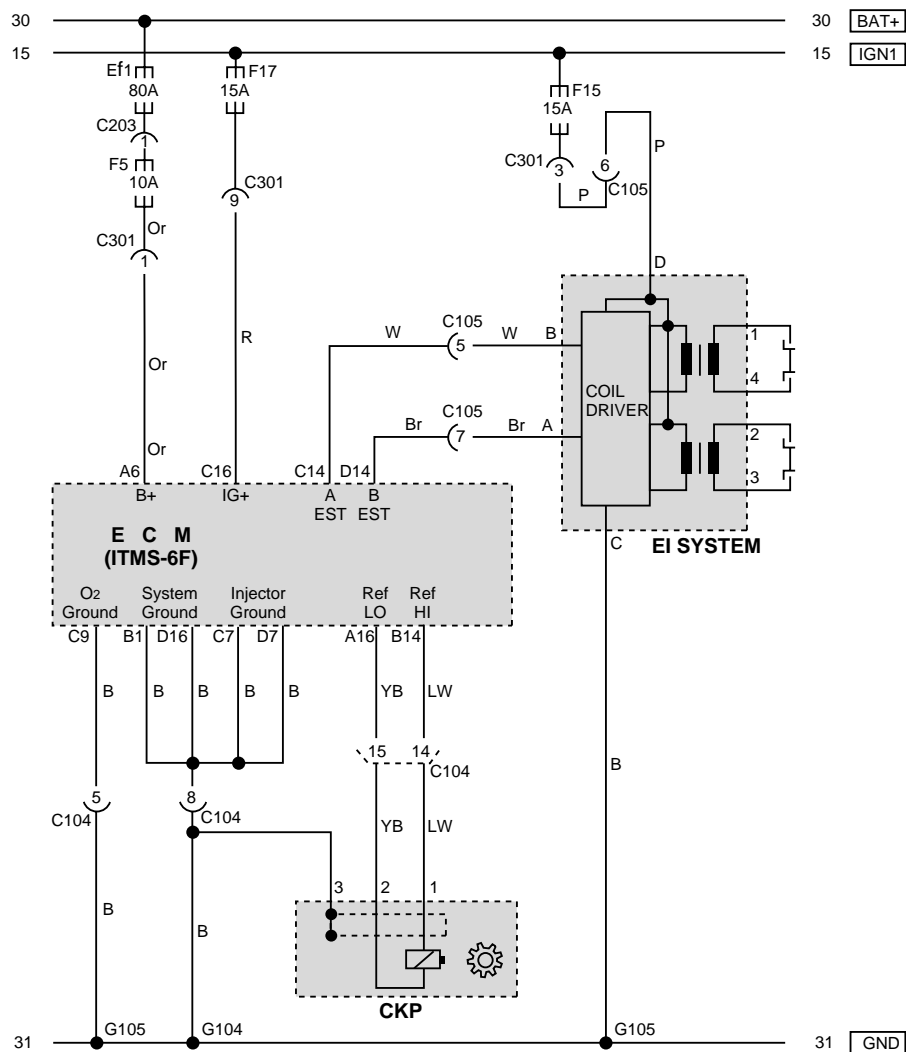 30 30 BAT+
15 15 IGN1
Ef1 F17 F15
80A 15A 15A
C203
1
F5
10A
C301 3 6 P
C301 P C105
9
Or
C301
1
D
R W C105 W B 1
5
Or 4
COIL
DRIVER
C105
Br 7 Br A 2
Or 3
A6 C16 C14 D14
B+ IG+ A B
EST EST
C EI SYSTEM
E C M
(ITMS-6F)
O2 System Injector Ref Ref
Ground Ground Ground LO HI
C9 B1 D16 C7 D7 A16 B14
B B B B B YB LW
15 14
C104
B
5 8
C104 C104
YB LW
3 2 1
B B
CKP
G105 G104 G105
31 31 GND